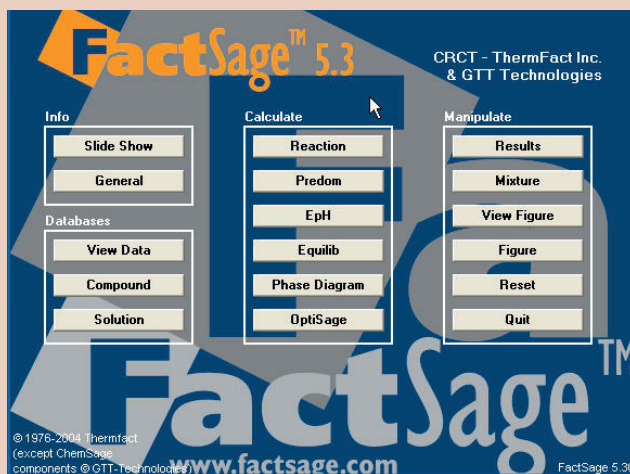 FactSage™ 5.3
CRCT - ThermFact Inc.
& GTT Technologies
Info
Slide Show
General
Databases
View Data
Compound
Solution
Calculate
Reaction
Predom
EpH
Equilib
Phase Diagram
OptiSage
Manipulate
Results
Mixture
View Figure
Figure
Reset
Quit
Fa
FactSage™
© 1976-2004 Thermfact
(except ChemSage
components © GTT-Technologies)
www.factsage.com
FactSage 5.30